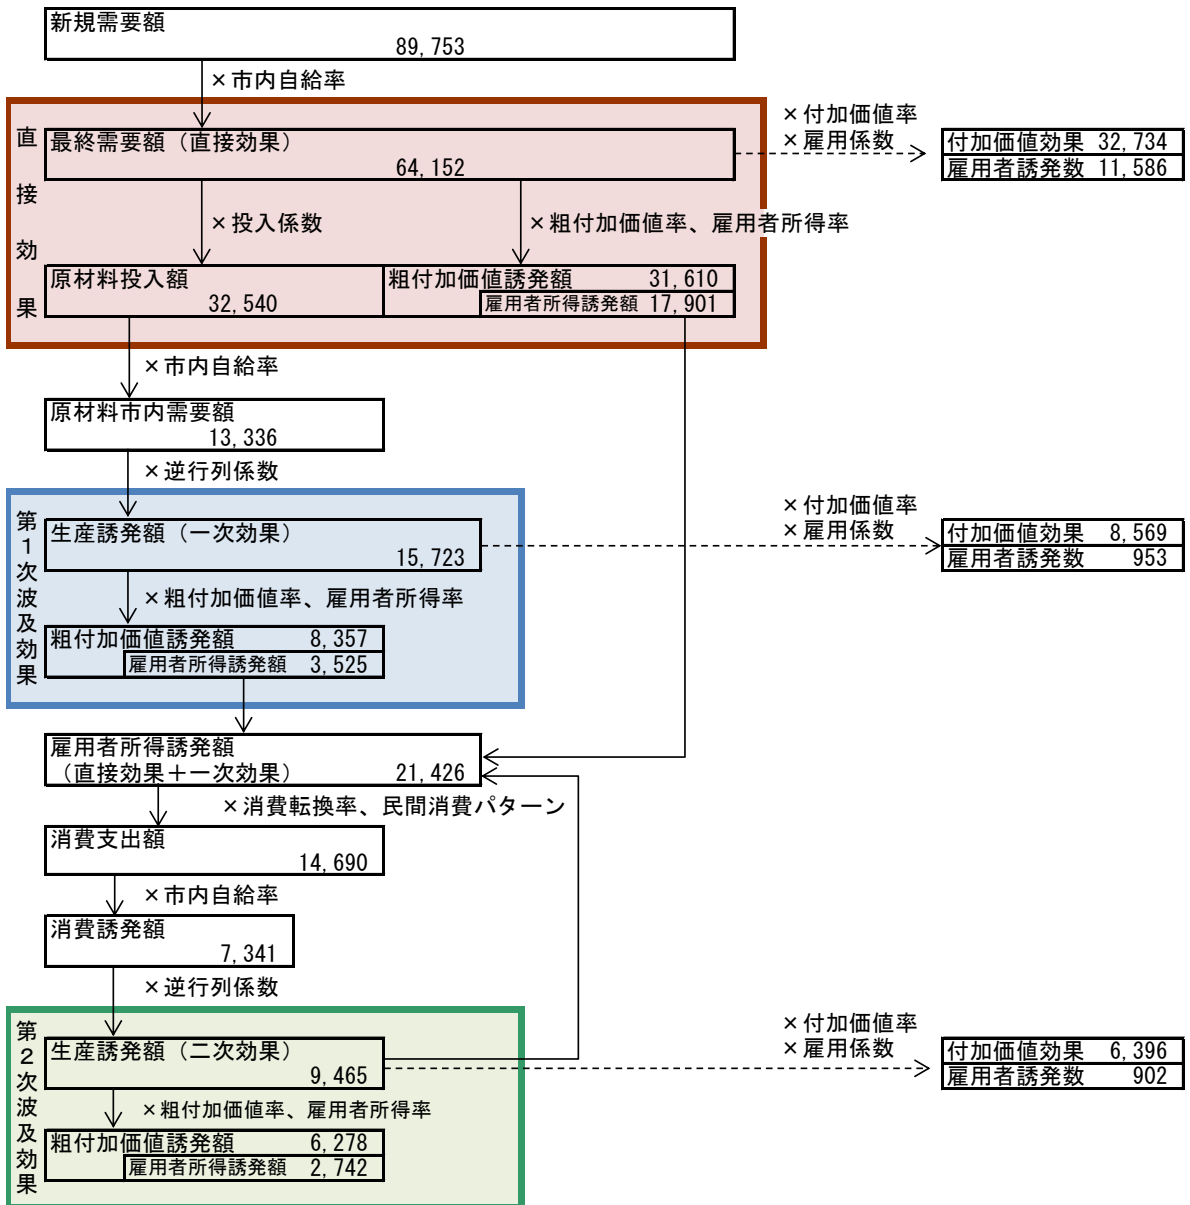 新規需要額
89,753
×市内自給率
直接効果
最終需要額（直接効果）
64,152
×付加価値率
×雇用係数
付加価値効果 32,734
雇用者誘発数 11,586
×投入係数
×粗付加価値率、雇用者所得率
原材料投入額
32,540
粗付加価値誘発額 31,610
雇用者所得誘発額 17,901
×市内自給率
原材料市内需要額
13,336
×逆行列係数
第１次波及効果
生産誘発額（一次効果）
15,723
×付加価値率
×雇用係数
付加価値効果 8,569
雇用者誘発数 953
×粗付加価値率、雇用者所得率
粗付加価値誘発額 8,357
雇用者所得誘発額 3,525
雇用者所得誘発額
（直接効果＋一次効果） 21,426
×消費転換率、民間消費パターン
消費支出額
14,690
×市内自給率
消費誘発額
7,341
×逆行列係数
第２次波及効果
生産誘発額（二次効果）
9,465
×付加価値率
×雇用係数
付加価値効果 6,396
雇用者誘発数 902
×粗付加価値率、雇用者所得率
粗付加価値誘発額 6,278
雇用者所得誘発額 2,742